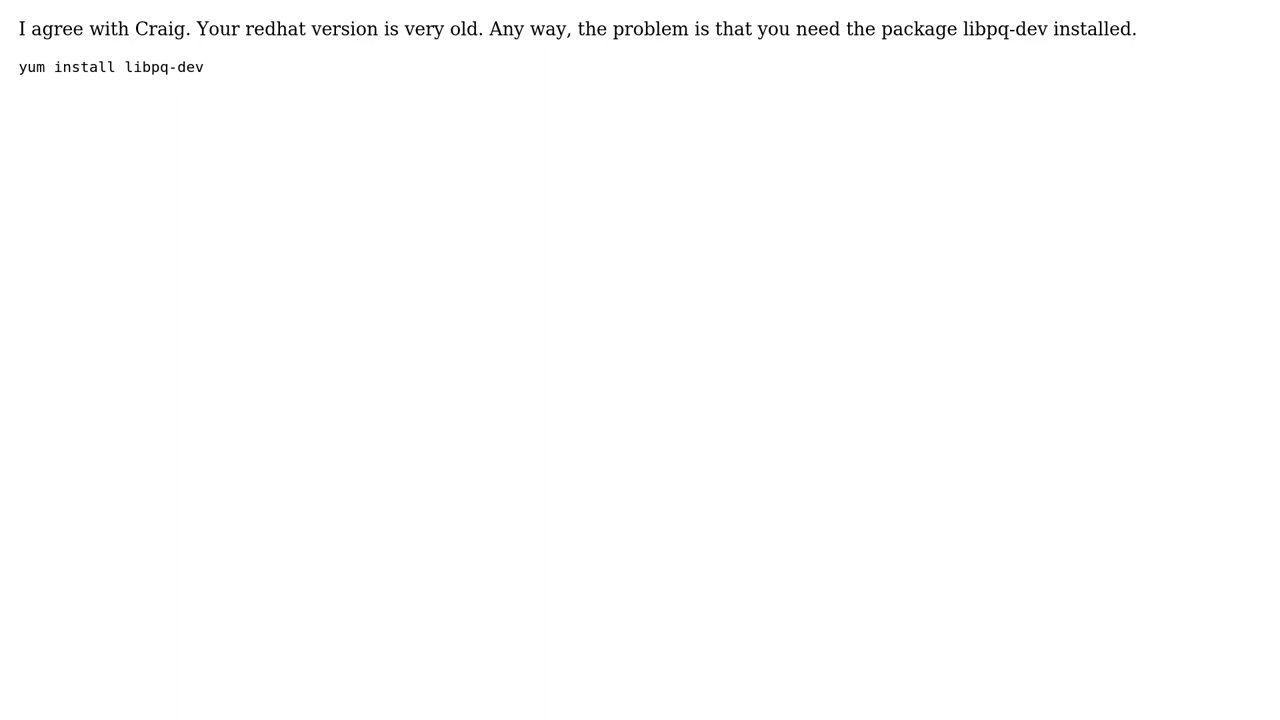 I agree with Craig. Your redhat version is very old. Any way, the problem is that you need the package libpq-dev installed.
yum install libpq-dev